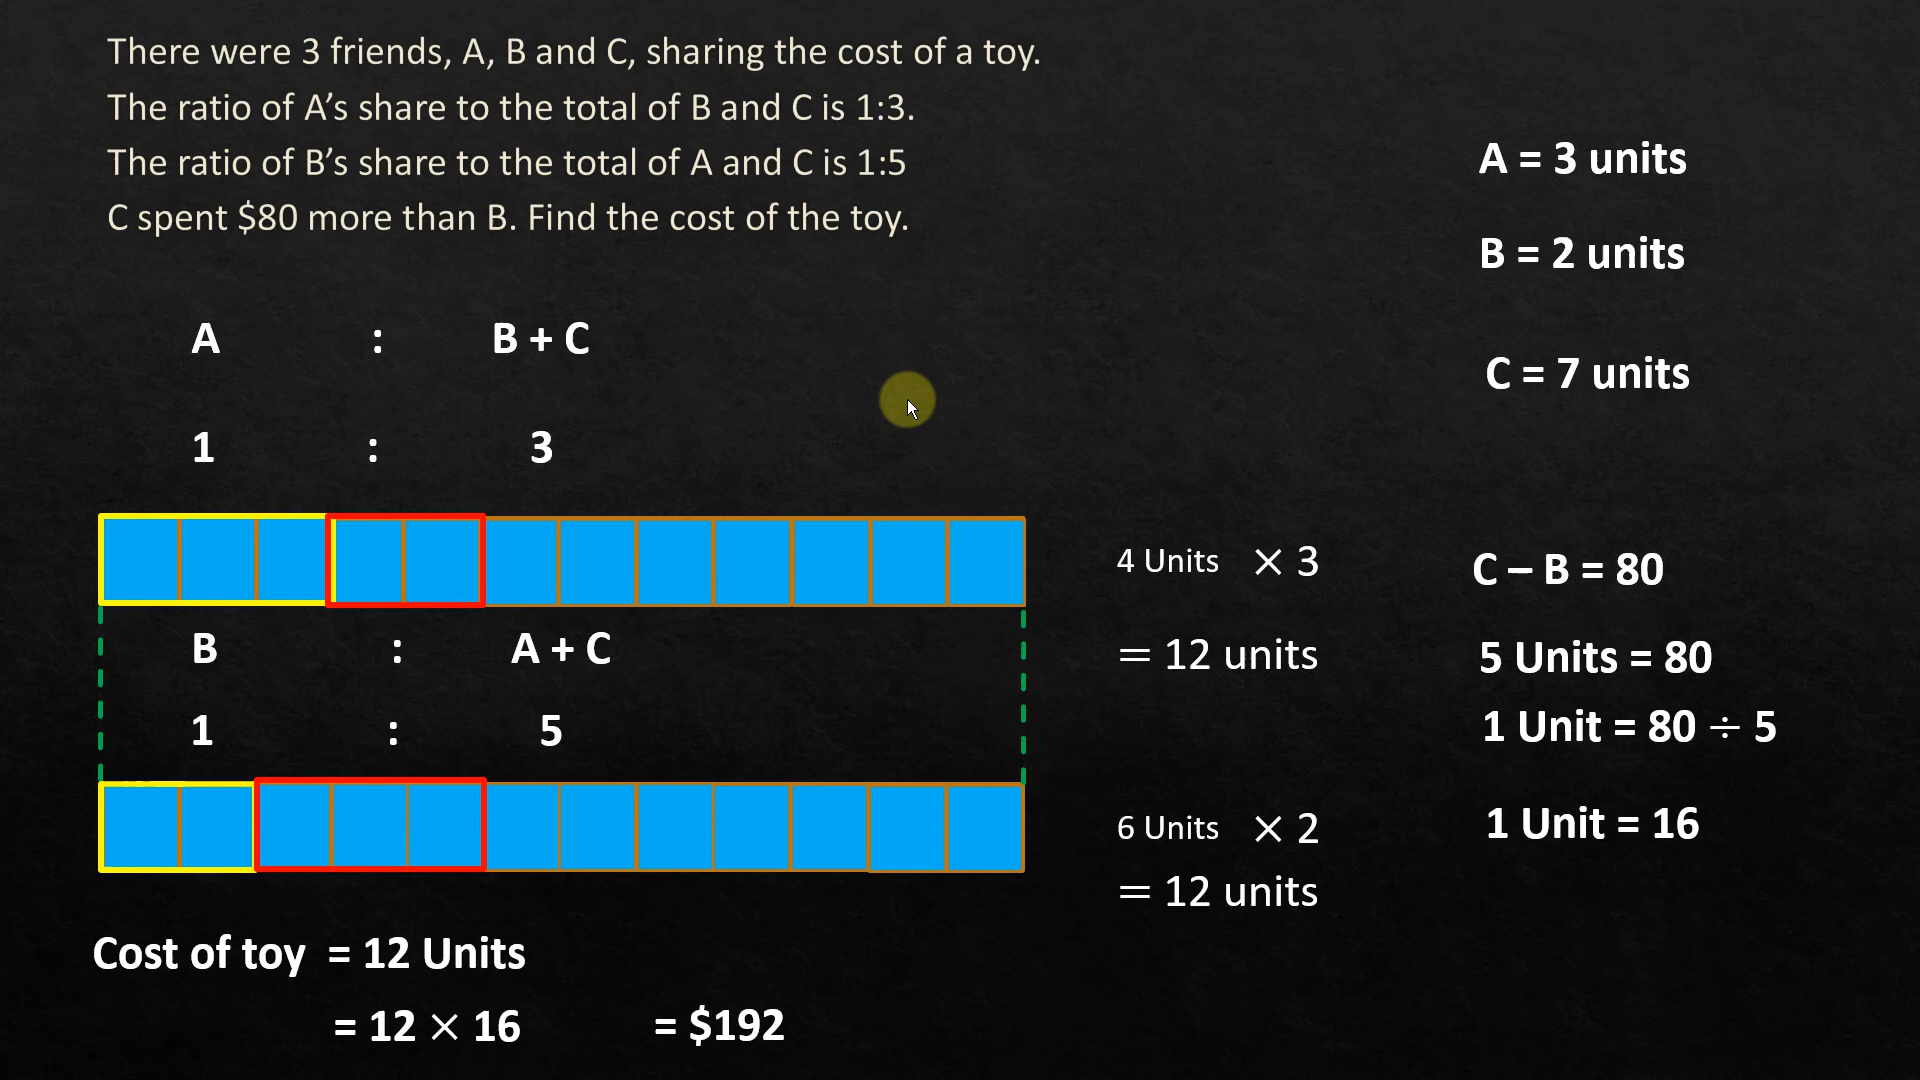 There were 3 friends, A, B and C, sharing the cost of a toy.
The ratio of A’s share to the total of B and C is 1:3.
The ratio of B’s share to the total of A and C is 1:5
C spent $80 more than B. Find the cost of the toy.
A : B + C
1 : 3
4 Units × 3
= 12 units
B : A + C
1 : 5
6 Units × 2
= 12 units
Cost of toy = 12 Units
= 12 × 16 = $192
A = 3 units
B = 2 units
C = 7 units
C – B = 80
5 Units = 80
1 Unit = 80 ÷ 5
1 Unit = 16